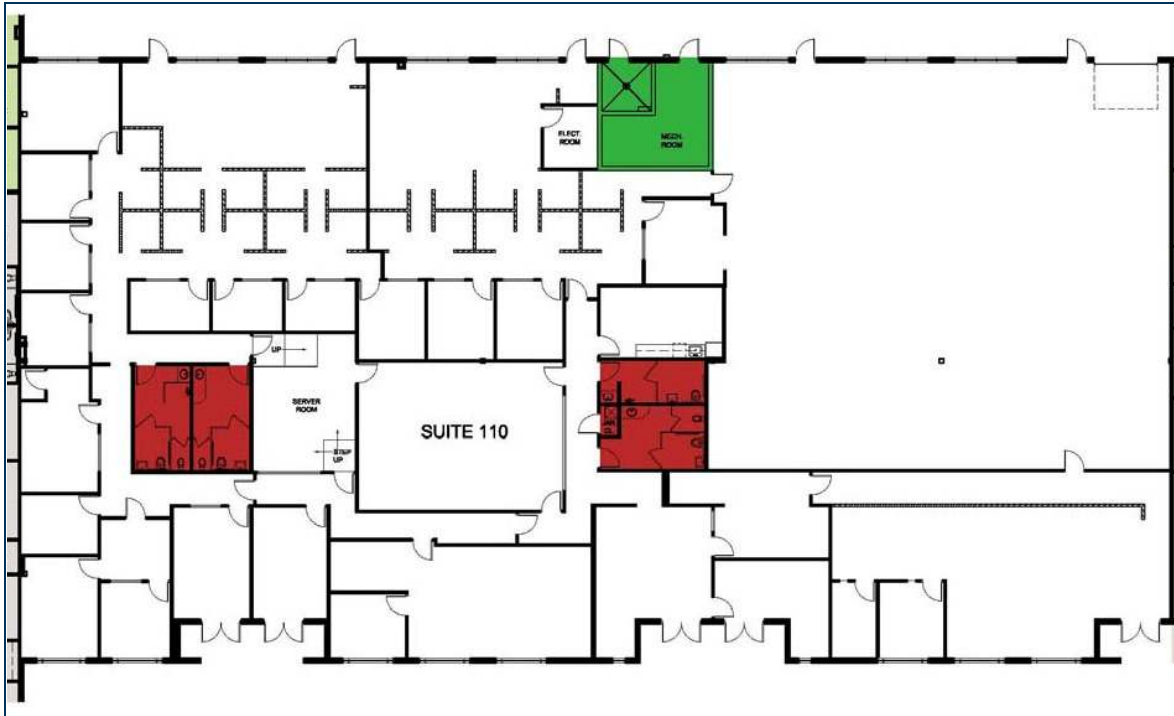 ELECT.
ROOM
MECH.
ROOM
UP
SERVER
ROOM
SUITE 110
STEP
UP